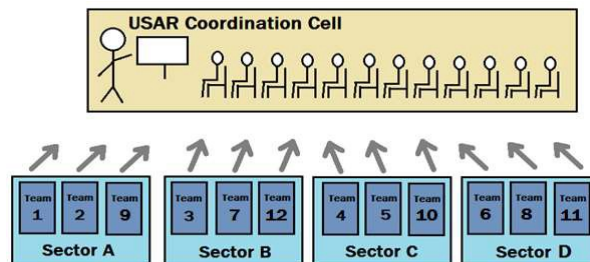 USAR Coordination Cell
Team Team Team Team Team Team Team Team Team Team Team Team
1 2 9 3 7 12 4 5 10 6 8 11
Sector A Sector B Sector C Sector D